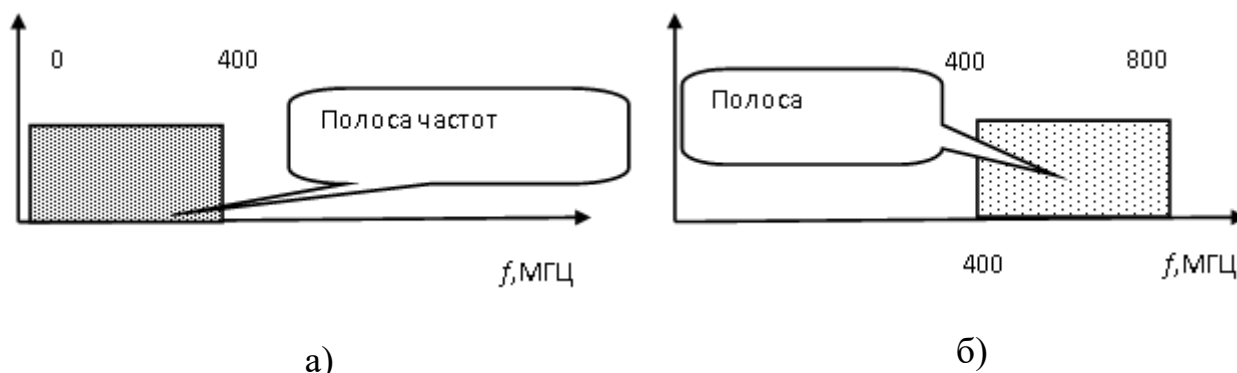 0 400
Полоса частот
f,МГЦ
а)
400 800
Полоса
400 f,МГЦ
б)